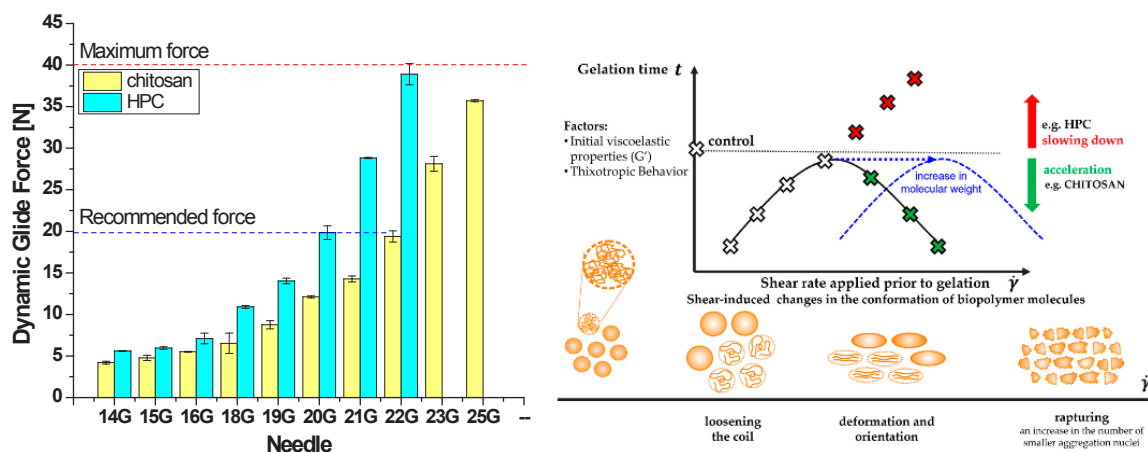 Dynamic Glide Force [N]
45
40
35
30
25
20
15
10
5
0
Maximum force
chitosan
HPC
Recommended force
14G 15G 16G 18G 19G 20G 21G 22G 23G 25G --
Needle
Gelation time t
Factors:
• Initial viscoelastic
properties (G')
• Thixotropic Behavior
control
increase in
molecular weight
e.g. HPC
slowing down
acceleration
e.g. CHITOSAN
Shear rate applied prior to gelation γ̇
Shear-induced changes in the conformation of biopolymer molecules
γ̇
loosening
the coil
deformation and
orientation
rapturing
an increase in the number of
smaller aggregation nuclei